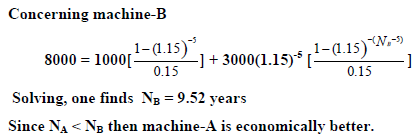 Concerning machine-B
8000 = 1000[(1-(1.15)^-5)/0.15] + 3000(1.15)^-5 [(1-(1.15)^-(N_B-5))/0.15]
Solving, one finds N_B = 9.52 years
Since N_A < N_B then machine-A is economically better.